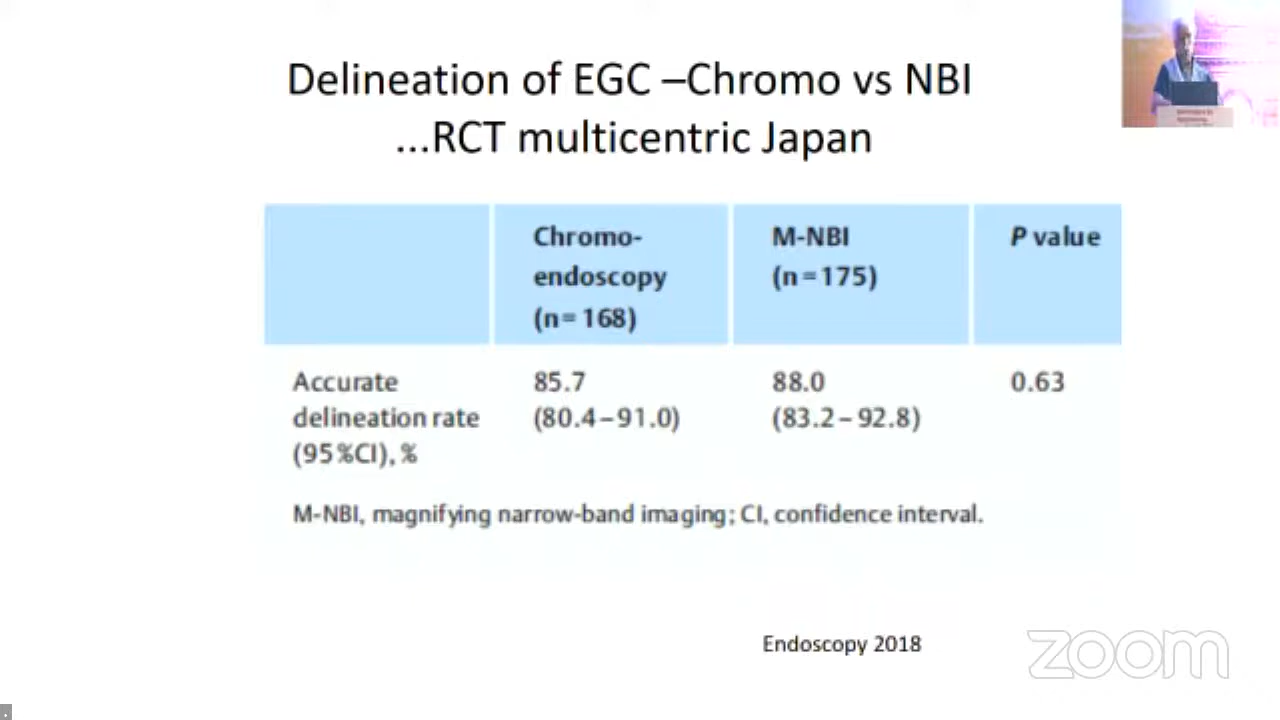 Delineation of EGC –Chromo vs NBI
...RCT multicentric Japan
Chromo-
endoscopy
(n= 168)
M-NBI
(n=175)
P value
Accurate
delineation rate
(95%CI), %
85.7
(80.4–91.0)
88.0
(83.2–92.8)
0.63
M-NBI, magnifying narrow-band imaging; CI, confidence interval.
Endoscopy 2018
zoom